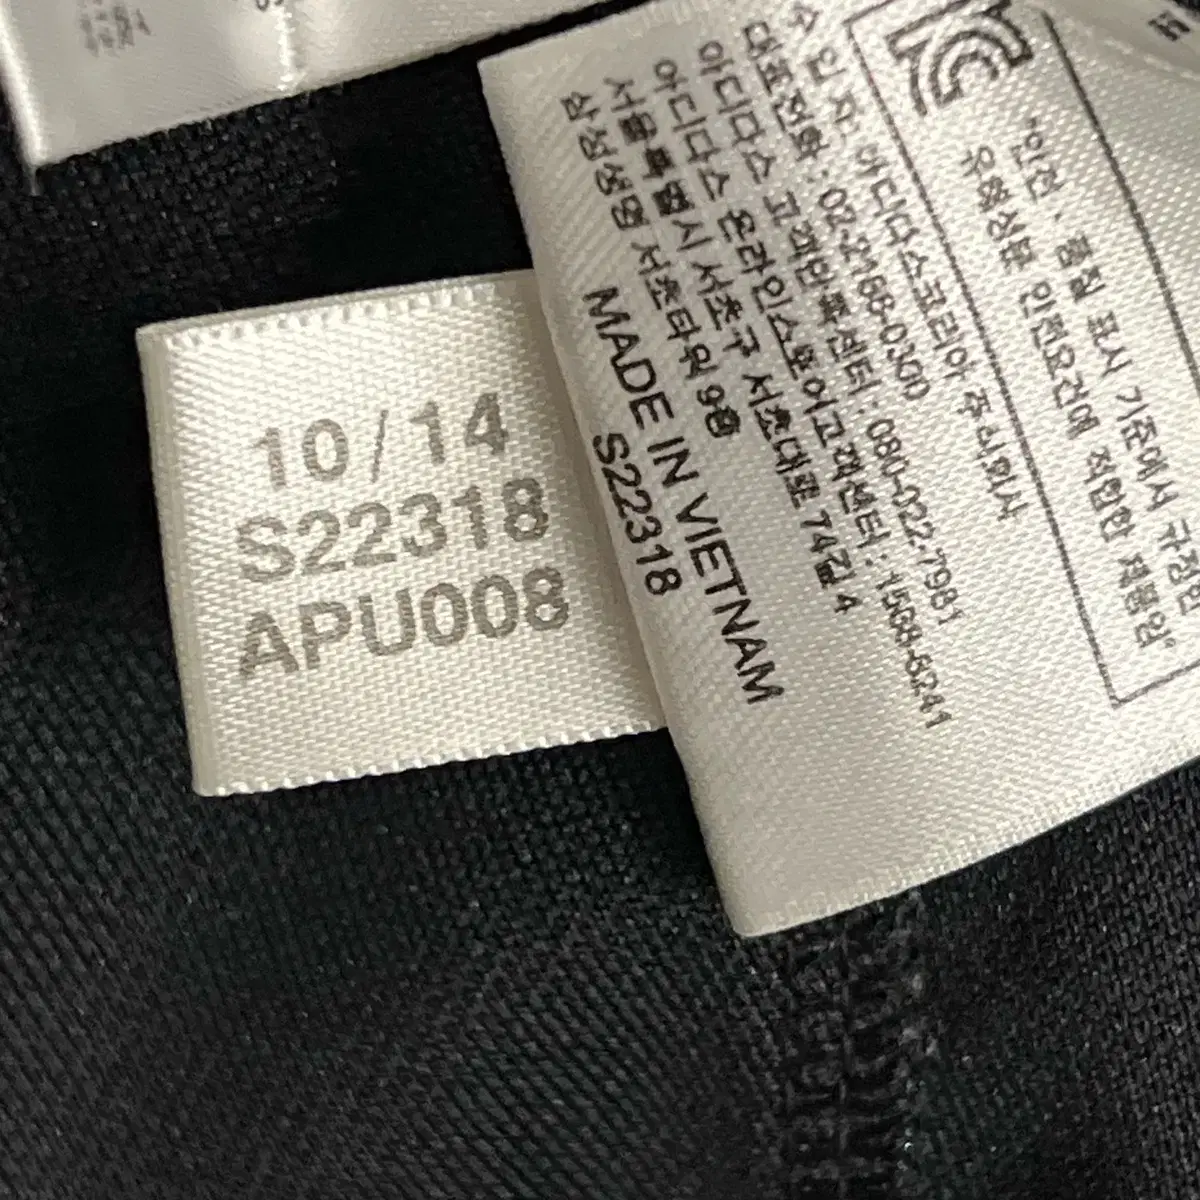 10/14
S22318
APU008
"안전·품질 표시 기준에서 규정한
유해성분 안전요건에 적합한 제품임"
수 입 자: 아디다스코리아 주식회사
대표전화 : 02-2166-0300
아디다스 고객만족센터 : 080-022-7981
아디다스 온라인스토어고객센터 : 1588-8241
서울특별시 서초구 서초대로 74길 4
삼성생명 서초타워 9층
MADE IN VIETNAM
S22318